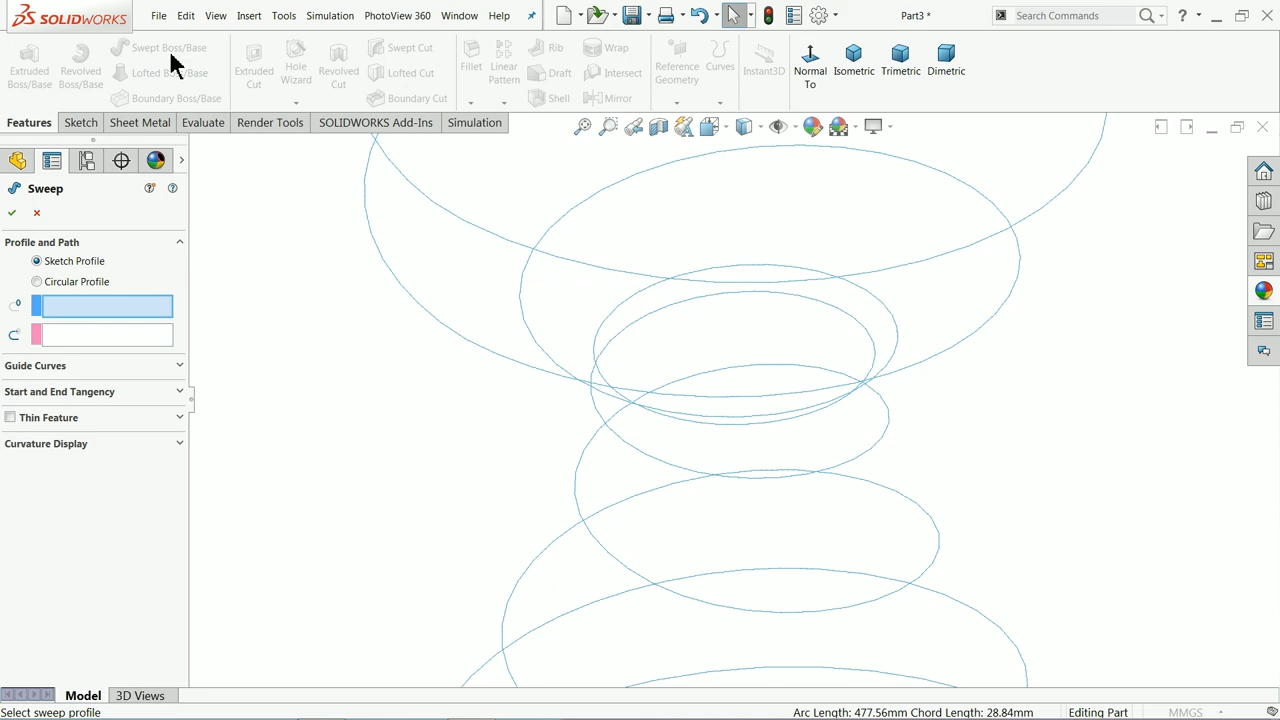 SOLIDWORKS File Edit View Insert Tools Simulation PhotoView 360 Window Help Part3 * Search Commands ?
Extruded Boss/Base
Revolved Boss/Base
Swept Boss/Base
Lofted Boss/Base
Boundary Boss/Base
Extruded Cut
Hole Wizard
Revolved Cut
Swept Cut
Lofted Cut
Boundary Cut
Fillet
Linear Pattern
Rib
Draft
Shell
Wrap
Intersect
Mirror
Reference Geometry
Curves
Instant3D
Normal To
Isometric
Trimetric
Dimetric
Features Sketch Sheet Metal Evaluate Render Tools SOLIDWORKS Add-Ins Simulation
Sweep
Profile and Path
Sketch Profile
Circular Profile
Guide Curves
Start and End Tangency
Thin Feature
Curvature Display
Model 3D Views
Select sweep profile Arc Length: 477.56mm Chord Length: 28.84mm Editing Part MMGS